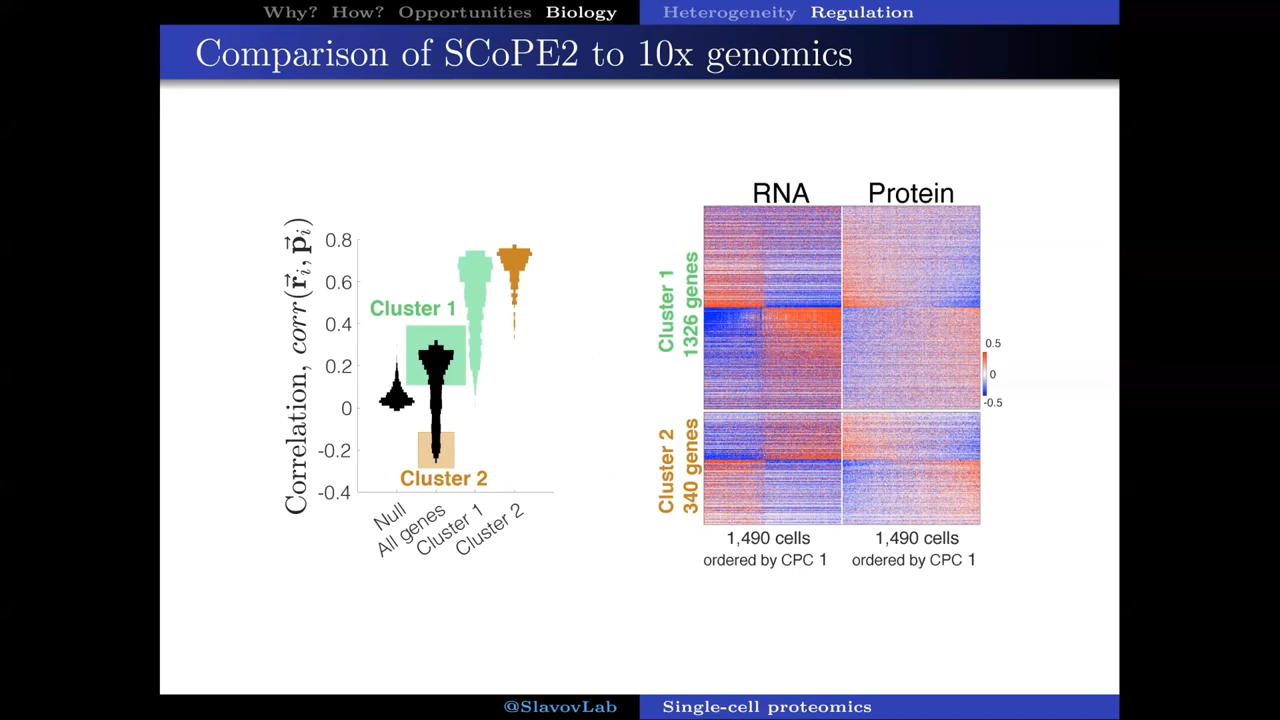 Why? How? Opportunities Biology Heterogeneity Regulation
Comparison of SCoPE2 to 10x genomics
Correlation, corr(r⃗ᵢ, p⃗ᵢ)
0.8
0.6
0.4
0.2
0
-0.2
-0.4
Cluster 1
Cluster 2
Null
All genes
Cluster 1
Cluster 2
RNA Protein
Cluster 1
1326 genes
Cluster 2
340 genes
0.5
0
-0.5
1,490 cells
ordered by CPC 1
1,490 cells
ordered by CPC 1
@SlavovLab Single-cell proteomics